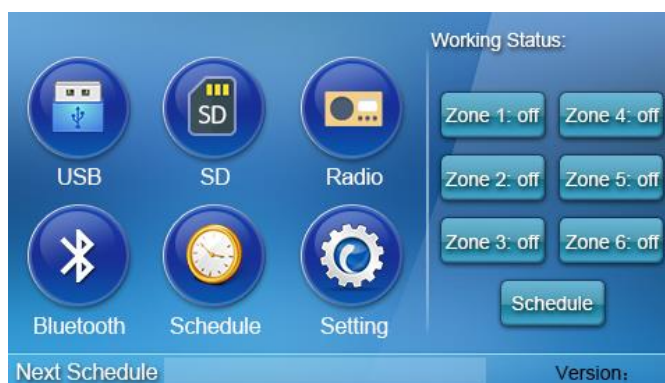 Working Status:
SD
USB
SD
Radio
Zone 1: off
Zone 4: off
Zone 2: off
Zone 5: off
Bluetooth
Schedule
Setting
Zone 3: off
Zone 6: off
Schedule
Next Schedule
Version: